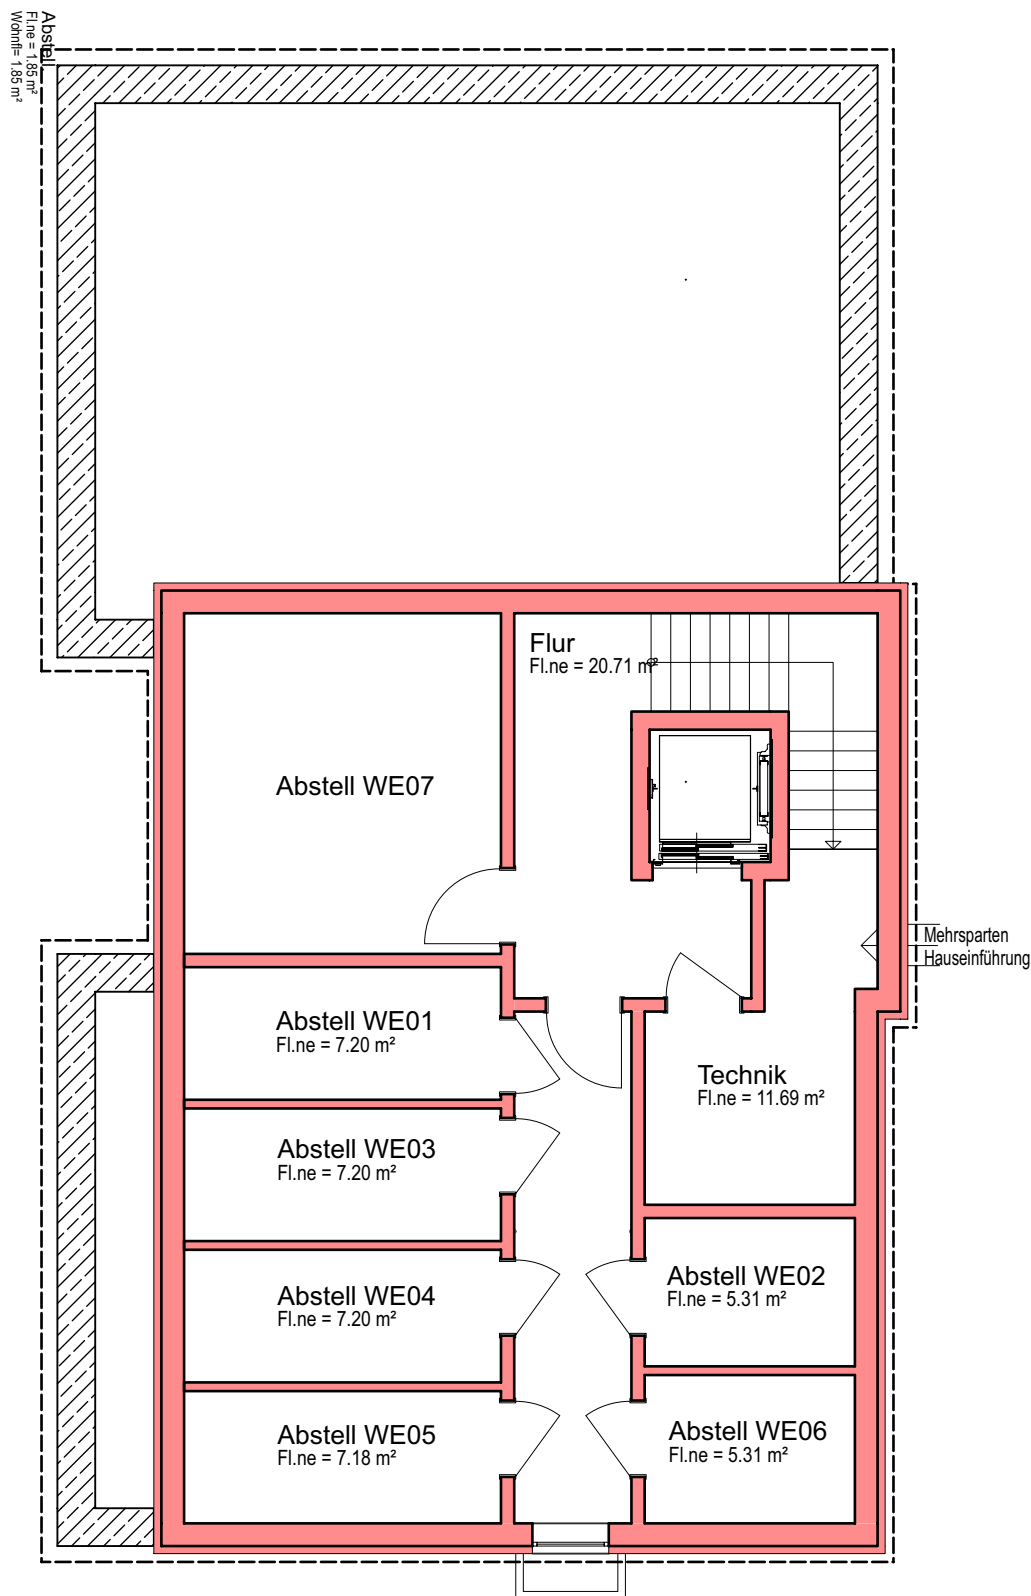 Abstell
Fl.ne = 1.85 m²
Wohnfl= 1.85 m²
Flur
Fl.ne = 20.71 m²
Abstell WE07
Mehrsparten
Hauseinführung
Abstell WE01
Fl.ne = 7.20 m²
Technik
Fl.ne = 11.69 m²
Abstell WE03
Fl.ne = 7.20 m²
Abstell WE02
Fl.ne = 5.31 m²
Abstell WE04
Fl.ne = 7.20 m²
Abstell WE05
Fl.ne = 7.18 m²
Abstell WE06
Fl.ne = 5.31 m²